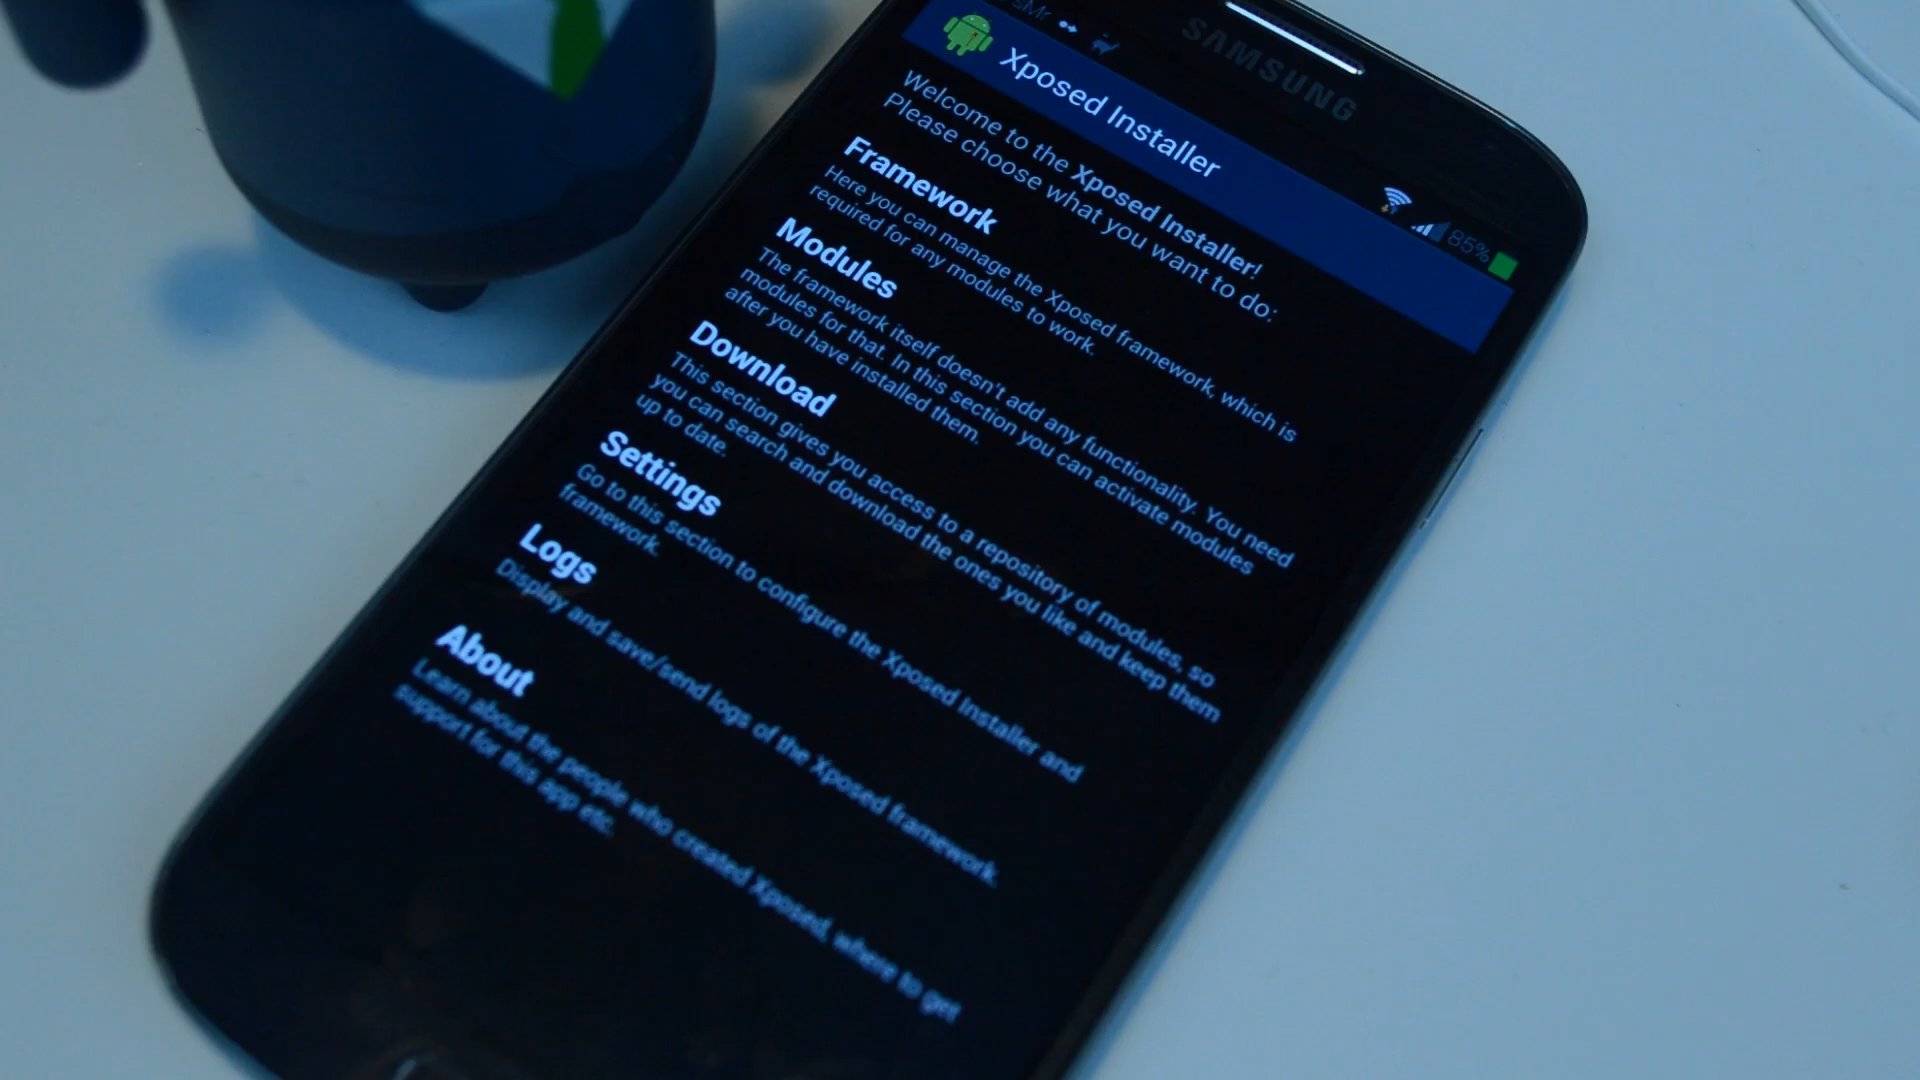 SAMSUNG
85%
Xposed Installer
Welcome to the Xposed Installer!
Please choose what you want to do:
Framework
Here you can manage the Xposed framework, which is
required for any modules to work.
Modules
The framework itself doesn't add any functionality. You need
modules for that. In this section you can activate modules
after you have installed them.
Download
This section gives you access to a repository of modules, so
you can search and download the ones you like and keep them
up to date.
Settings
Go to this section to configure the Xposed Installer and
framework.
Logs
Display and save/send logs of the Xposed framework.
About
Learn about the people who created Xposed, where to get
support for this app etc.